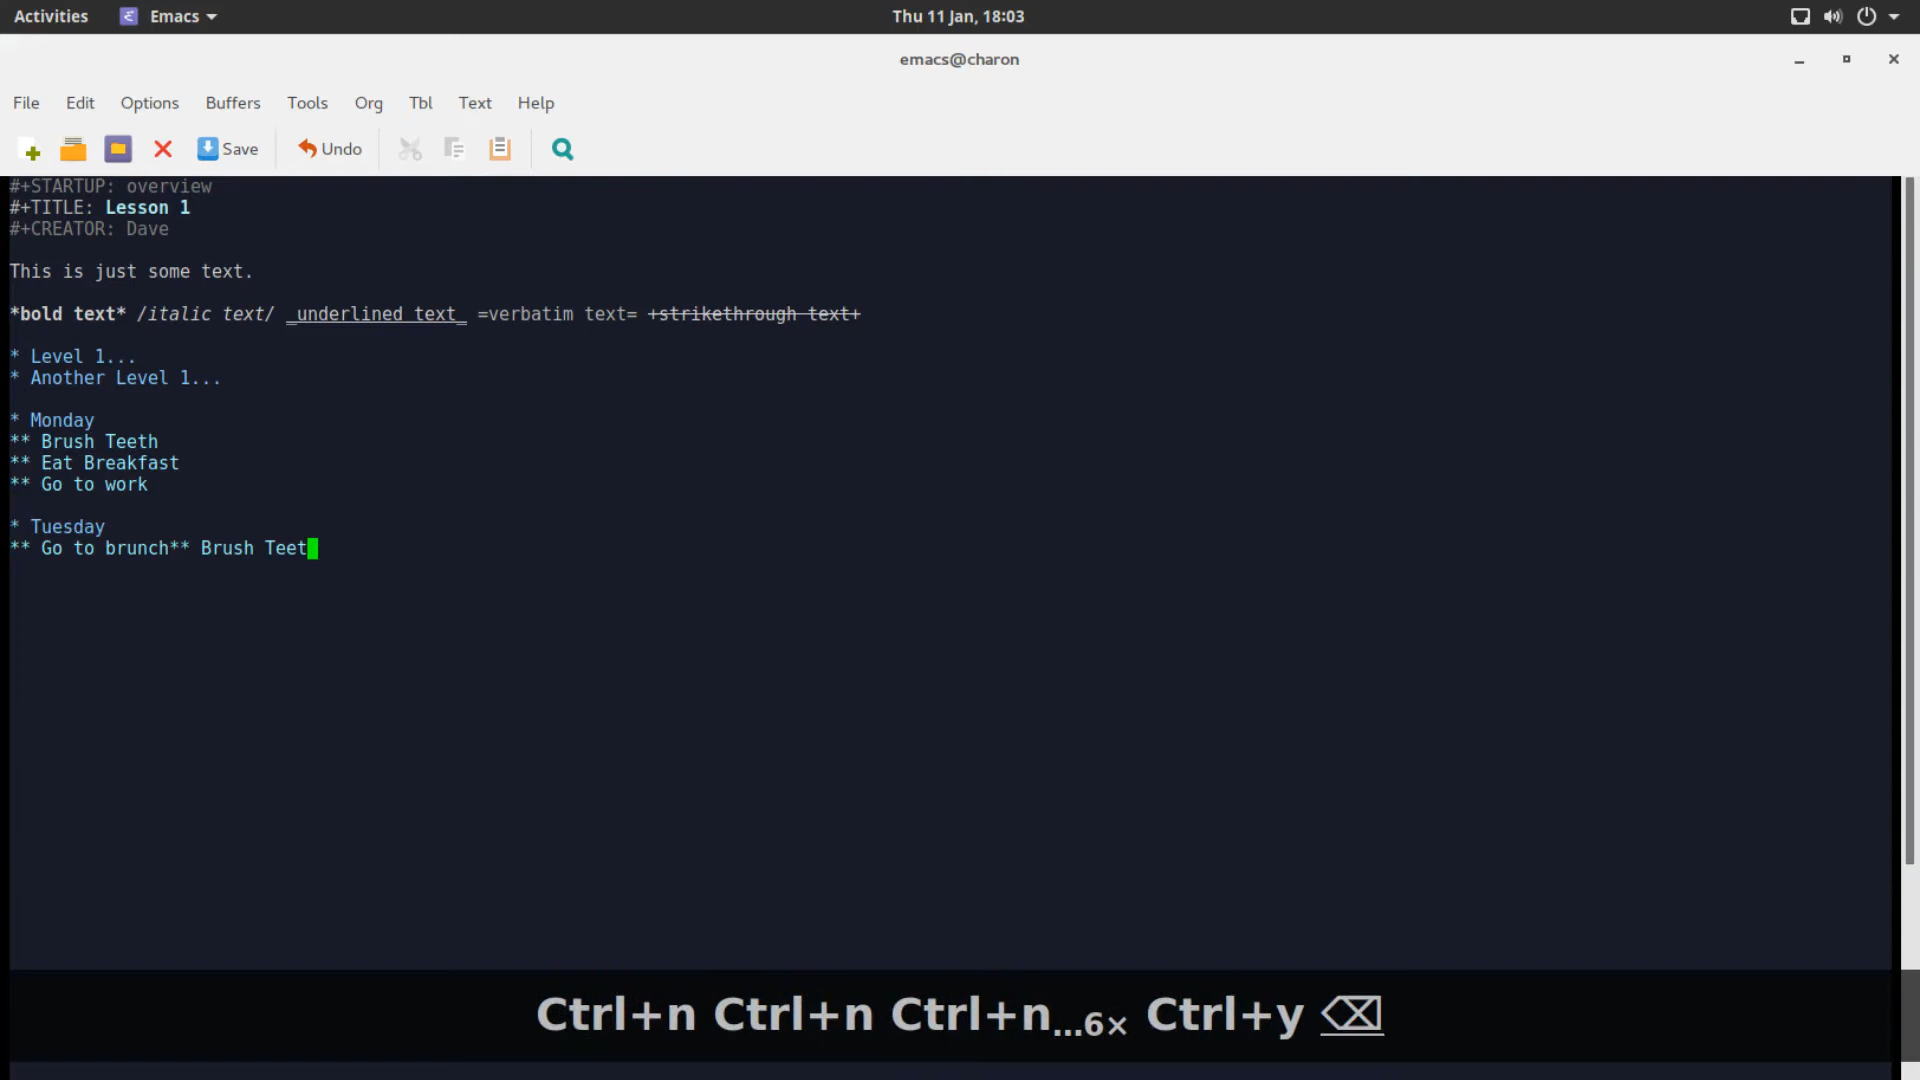 Activities Emacs Thu 11 Jan, 18:03
emacs@charon
File Edit Options Buffers Tools Org Tbl Text Help
Save Undo
#+STARTUP: overview
#+TITLE: Lesson 1
#+CREATOR: Dave
This is just some text.
*bold text* /italic text/ _underlined text_ =verbatim text= +strikethrough text+
* Level 1...
* Another Level 1...
* Monday
** Brush Teeth
** Eat Breakfast
** Go to work
* Tuesday
** Go to brunch** Brush Teet
Ctrl+n Ctrl+n Ctrl+n...6× Ctrl+y ⌫